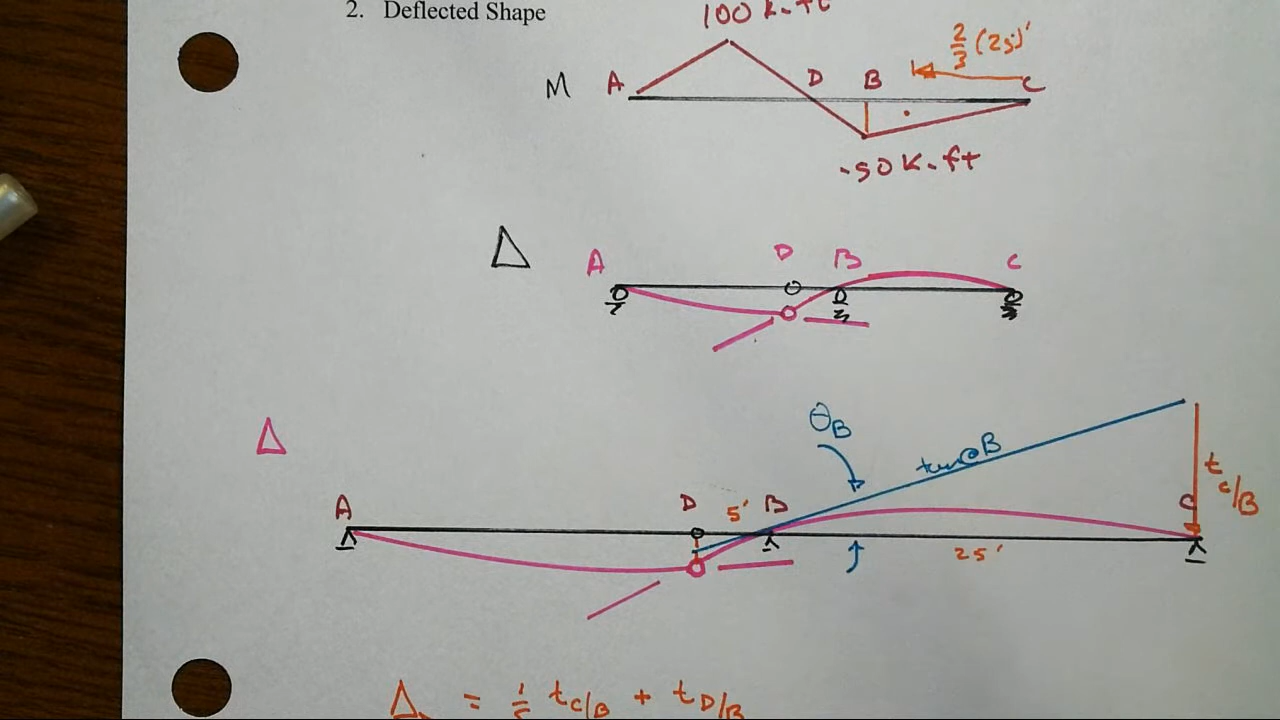 2. Deflected Shape
100 k-ft
2/3 (25)'
M A D B C
-50 K-ft
Δ
A D B C
θB
tan@B
tC/B
Δ
A D 5' B C
25'
Δ = 1/5 tC/B + tD/B